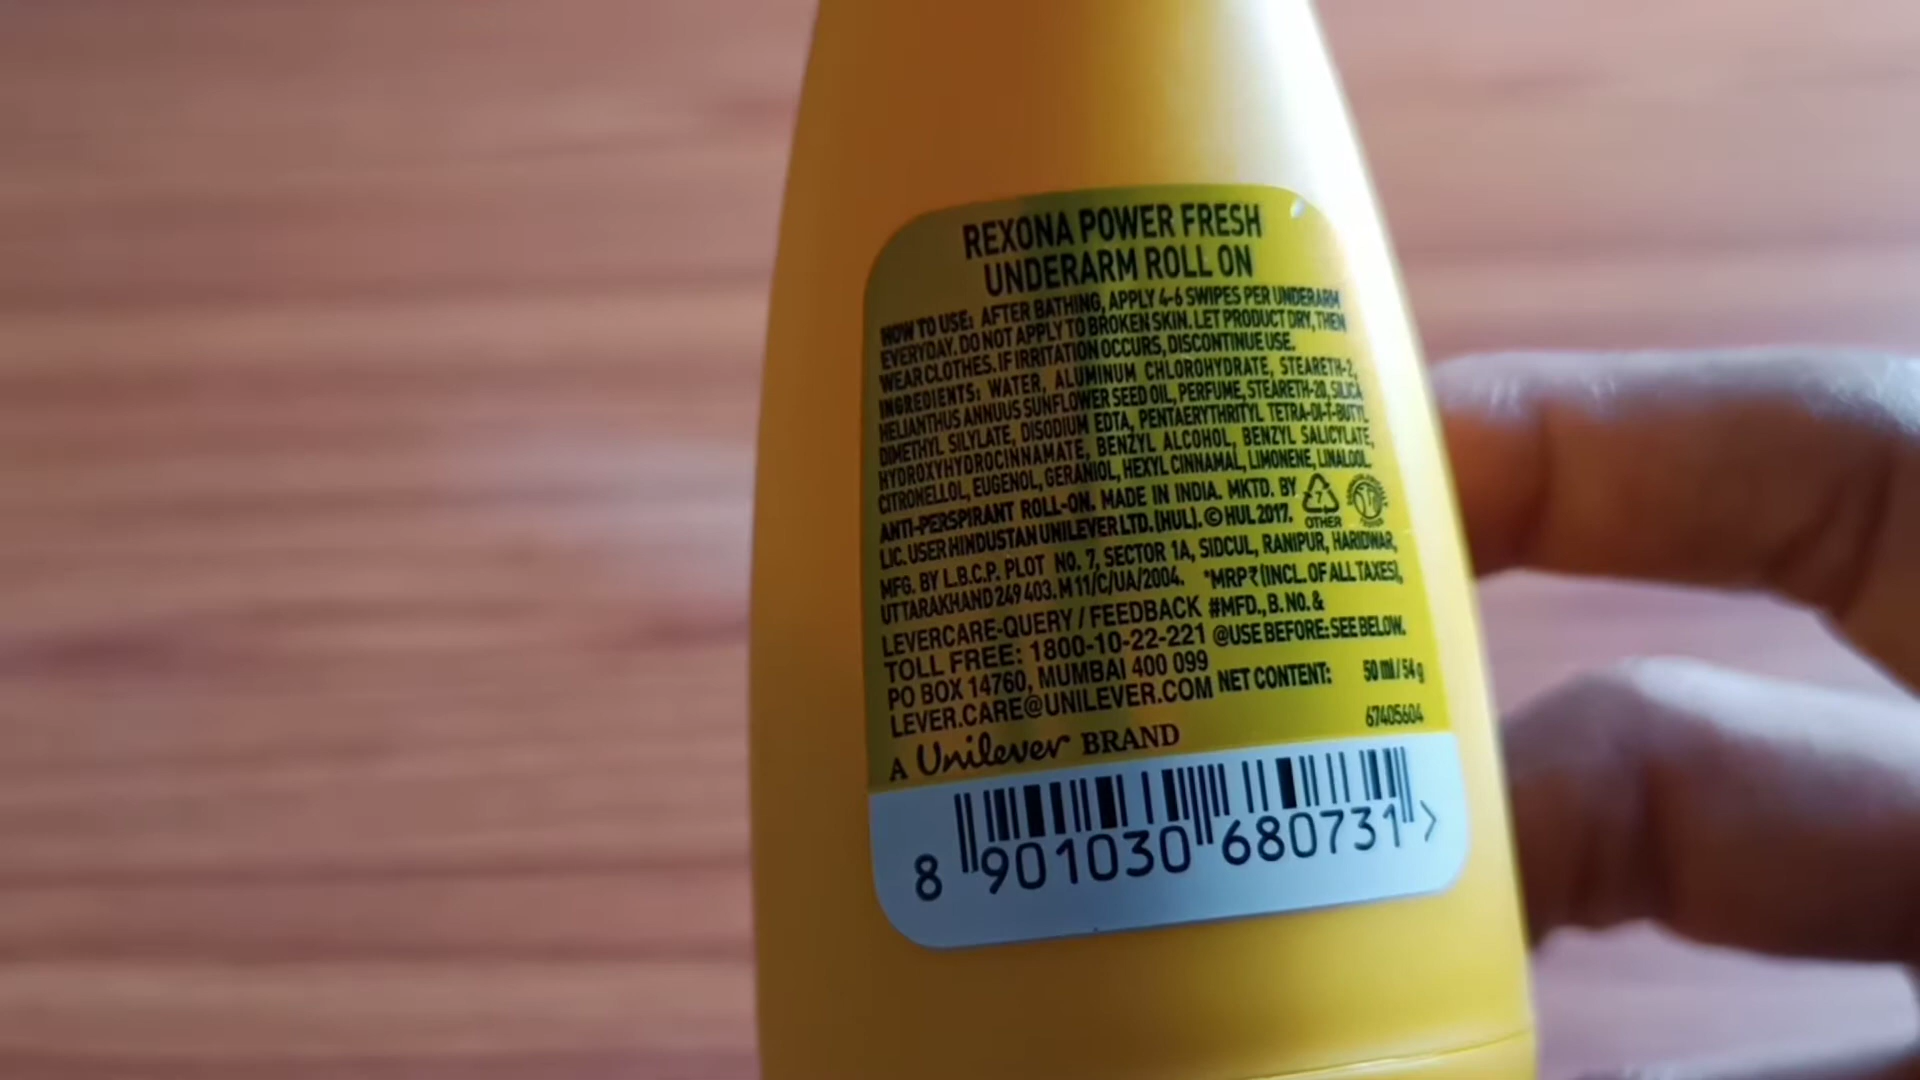 REXONA POWER FRESH
UNDERARM ROLL ON
HOW TO USE: AFTER BATHING, APPLY 4-6 SWIPES PER UNDERARM
EVERYDAY. DO NOT APPLY TO BROKEN SKIN. LET PRODUCT DRY, THEN
WEAR CLOTHES. IF IRRITATION OCCURS, DISCONTINUE USE.
INGREDIENTS: WATER, ALUMINUM CHLOROHYDRATE, STEARETH-2,
HELIANTHUS ANNUUS SUNFLOWER SEED OIL, PERFUME, STEARETH-20, SILICA
DIMETHYL SILYLATE, DISODIUM EDTA, PENTAERYTHRITYL TETRA-DI-T-BUTYL
HYDROXYHYDROCINNAMATE, BENZYL ALCOHOL, BENZYL SALICYLATE,
CITRONELLOL, EUGENOL, GERANIOL, HEXYL CINNAMAL, LIMONENE, LINALOOL.
ANTI-PERSPIRANT ROLL-ON. MADE IN INDIA. MKTD. BY
LIC. USER HINDUSTAN UNILEVER LTD. (HUL). © HUL 2017.
7
OTHER
MFG. BY L.B.C.P. PLOT NO. 7, SECTOR 1A, SIDCUL, RANIPUR, HARIDWAR,
UTTARAKHAND 249 403. M 11/C/UA/2004. *MRP ₹ (INCL. OF ALL TAXES),
LEVERCARE-QUERY / FEEDBACK #MFD., B. NO. &
TOLL FREE: 1800-10-22-221 @USE BEFORE: SEE BELOW.
PO BOX 14760, MUMBAI 400 099
LEVER.CARE@UNILEVER.COM NET CONTENT: 50 ml / 54 g
67405604
A Unilever BRAND
8 901030 680731 >